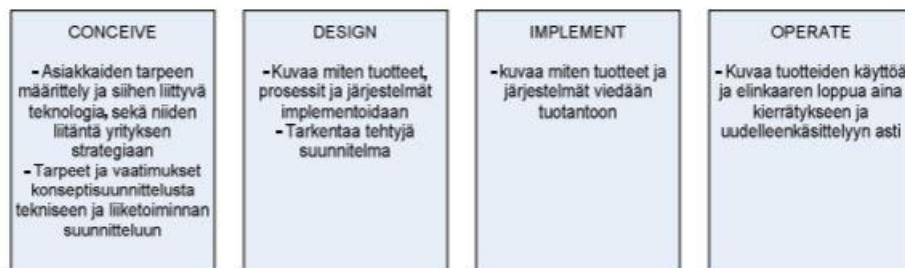 CONCEIVE
- Asiakkaiden tarpeen
määrittely ja siihen liittyvä
teknologia, sekä niiden
liitäntä yrityksen
strategiaan
- Tarpeet ja vaatimukset
konseptisuunnittelusta
tekniseen ja liiketoiminnan
suunnitteluun
DESIGN
- Kuvaa miten tuotteet,
prosessit ja järjestelmät
implementoidaan
- Tarkentaa tehtyjä
suunnitelma
IMPLEMENT
- kuvaa miten tuotteet ja
järjestelmät viedään
tuotantoon
OPERATE
- Kuvaa tuotteiden käyttöä
ja elinkaaren loppua aina
kierrätykseen ja
uudelleenkäsittelyyn asti